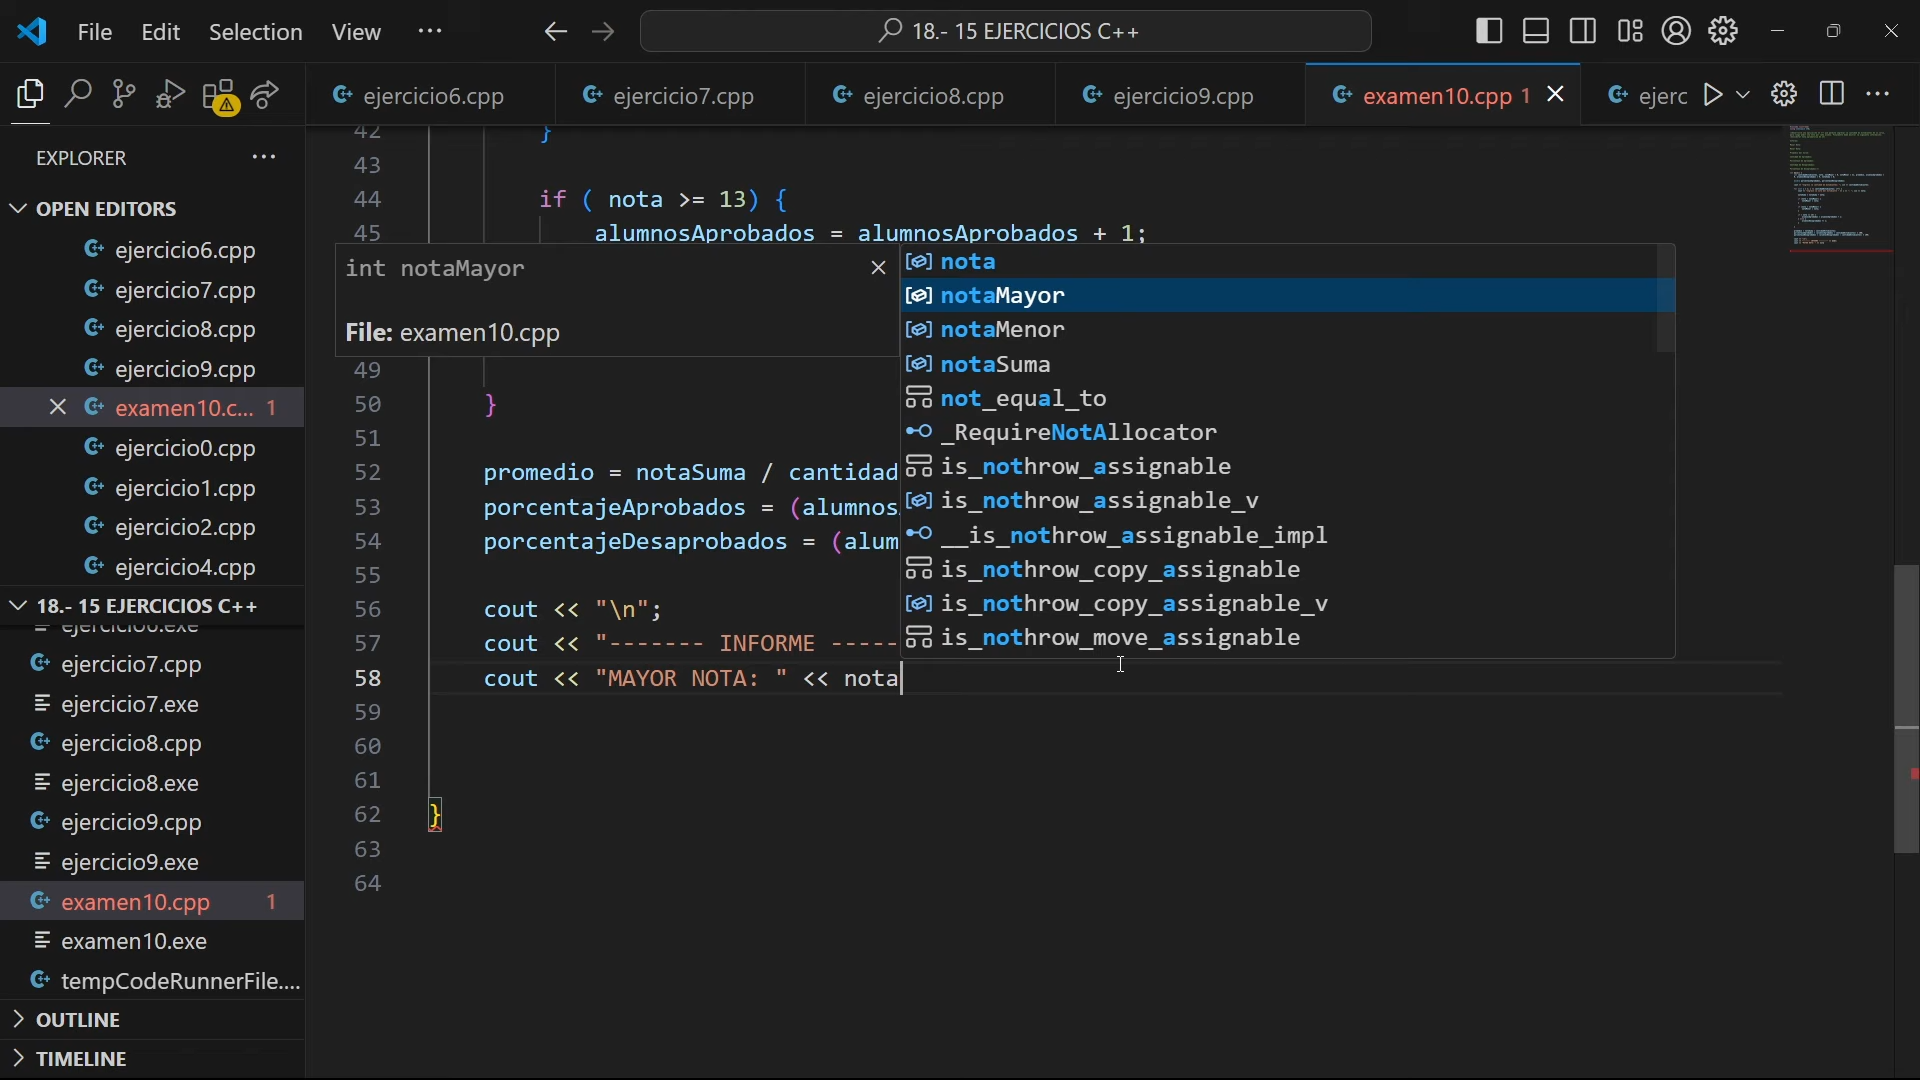 File Edit Selection View ··· 18.- 15 EJERCICIOS C++
ejercicio6.cpp ejercicio7.cpp ejercicio8.cpp ejercicio9.cpp examen10.cpp 1 ejerc
EXPLORER
OPEN EDITORS
ejercicio6.cpp
ejercicio7.cpp
ejercicio8.cpp
ejercicio9.cpp
examen10.c... 1
ejercicio0.cpp
ejercicio1.cpp
ejercicio2.cpp
ejercicio4.cpp
18.- 15 EJERCICIOS C++
ejercicio6.exe
ejercicio7.cpp
ejercicio7.exe
ejercicio8.cpp
ejercicio8.exe
ejercicio9.cpp
ejercicio9.exe
examen10.cpp 1
examen10.exe
tempCodeRunnerFile....
OUTLINE
TIMELINE
42 }
43
44 if ( nota >= 13) {
45 alumnosAprobados = alumnosAprobados + 1;
int notaMayor
File: examen10.cpp
nota
notaMayor
notaMenor
notaSuma
not_equal_to
_RequireNotAllocator
is_nothrow_assignable
is_nothrow_assignable_v
__is_nothrow_assignable_impl
is_nothrow_copy_assignable
is_nothrow_copy_assignable_v
is_nothrow_move_assignable
49
50 }
51
52 promedio = notaSuma / cantidad
53 porcentajeAprobados = (alumnos
54 porcentajeDesaprobados = (alum
55
56 cout << "\n";
57 cout << "------- INFORME -----
58 cout << "MAYOR NOTA: " << nota
59
60
61
62 }
63
64